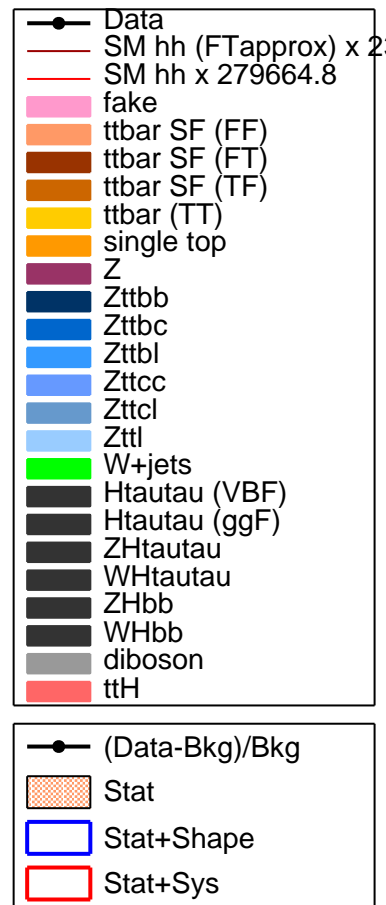 Data
SM hh (FTapprox) x 23
SM hh x 279664.8
fake
ttbar SF (FF)
ttbar SF (FT)
ttbar SF (TF)
ttbar (TT)
single top
Z
Zttbb
Zttbc
Zttbl
Zttcc
Zttcl
Zttl
W+jets
Htautau (VBF)
Htautau (ggF)
ZHtautau
WHtautau
ZHbb
WHbb
diboson
ttH
(Data-Bkg)/Bkg
Stat
Stat+Shape
Stat+Sys